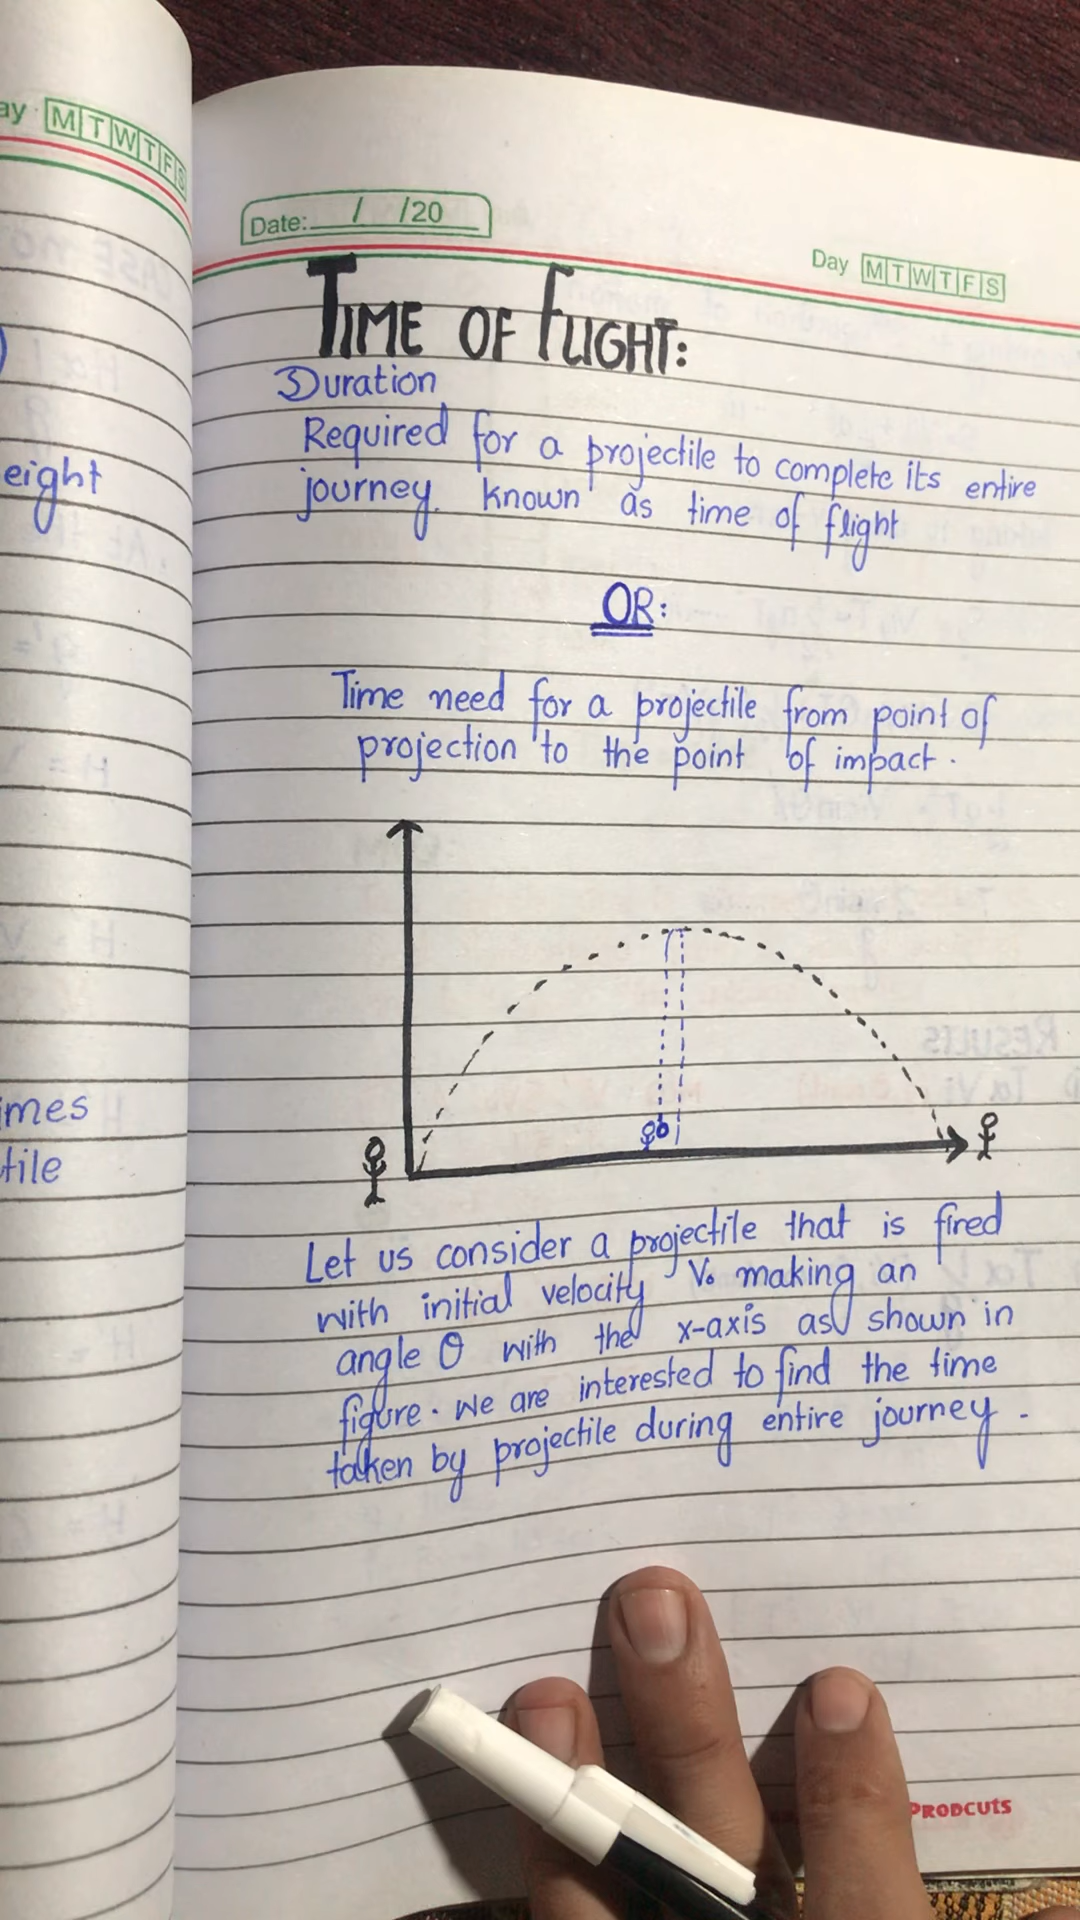 ay M T W T F S
eight
imes
tile
Date: / /20
Day M T W T F S
TIME OF FLIGHT:
Duration
Required for a projectile to complete its entire
journey. known as time of flight
OR:
Time need for a projectile from point of
projection to the point of impact.
Let us consider a projectile that is fired
with initial velocity V₀ making an
angle θ with the x-axis as shown in
figure. We are interested to find the time
taken by projectile during entire journey.
PRODCUTS